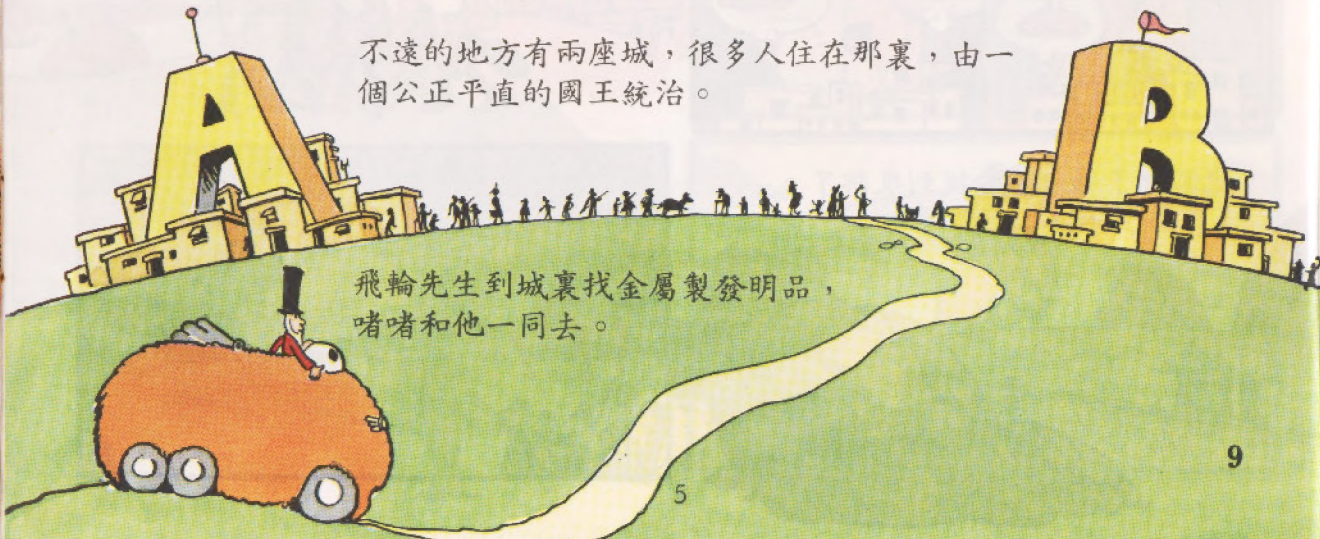 A
B
不遠的地方有兩座城，很多人住在那裏，由一
個公正平直的國王統治。
飛輪先生到城裏找金屬製發明品，
啫啫和他一同去。
9
5